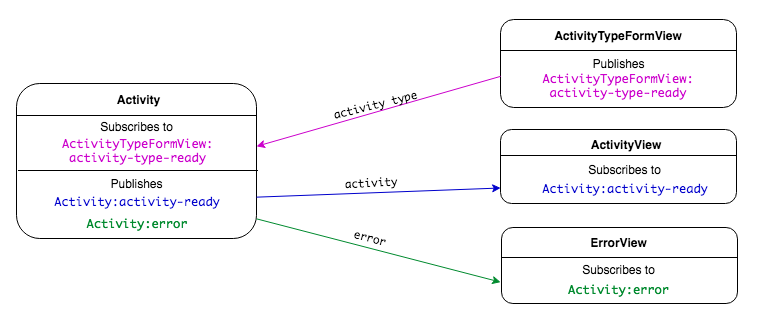 Activity
Subscribes to
ActivityTypeFormView:
activity-type-ready
Publishes
Activity:activity-ready
Activity:error
activity type
activity
error
ActivityTypeFormView
Publishes
ActivityTypeFormView:
activity-type-ready
ActivityView
Subscribes to
Activity:activity-ready
ErrorView
Subscribes to
Activity:error